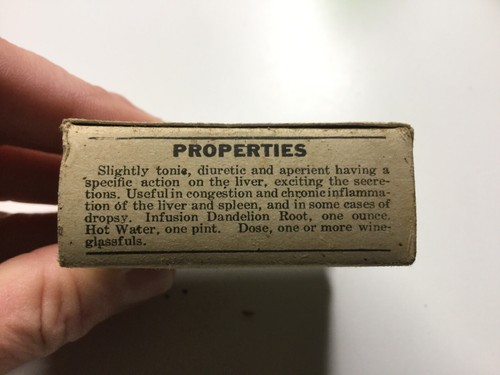 PROPERTIES
Slightly tonic, diuretic and aperient having a
specific action on the liver, exciting the secre-
tions. Useful in congestion and chronic inflamma-
tion of the liver and spleen, and in some cases of
dropsy. Infusion Dandelion Root, one ounce.
Hot Water, one pint. Dose, one or more wine-
glassfuls.